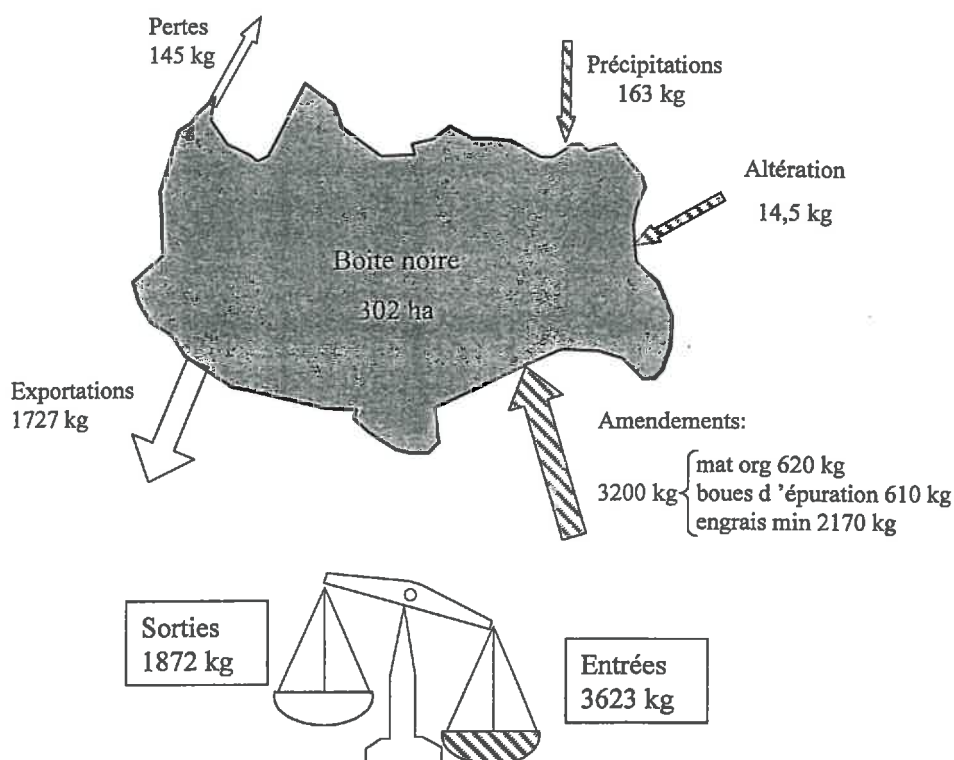 Pertes
145 kg
Précipitations
163 kg
Altération
14,5 kg
Boite noire
302 ha
Exportations
1727 kg
Amendements:
3200 kg
mat org 620 kg
boues d 'épuration 610 kg
engrais min 2170 kg
Sorties
1872 kg
Entrées
3623 kg